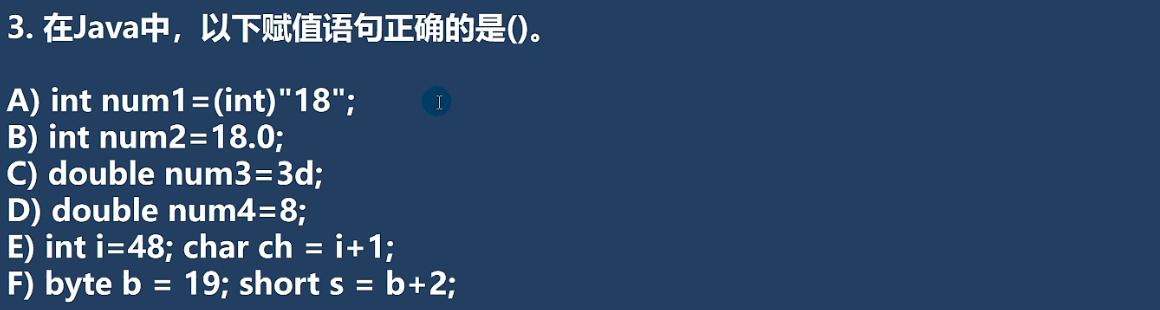 3. 在Java中，以下赋值语句正确的是()。
A) int num1=(int)"18";
B) int num2=18.0;
C) double num3=3d;
D) double num4=8;
E) int i=48; char ch = i+1;
F) byte b = 19; short s = b+2;